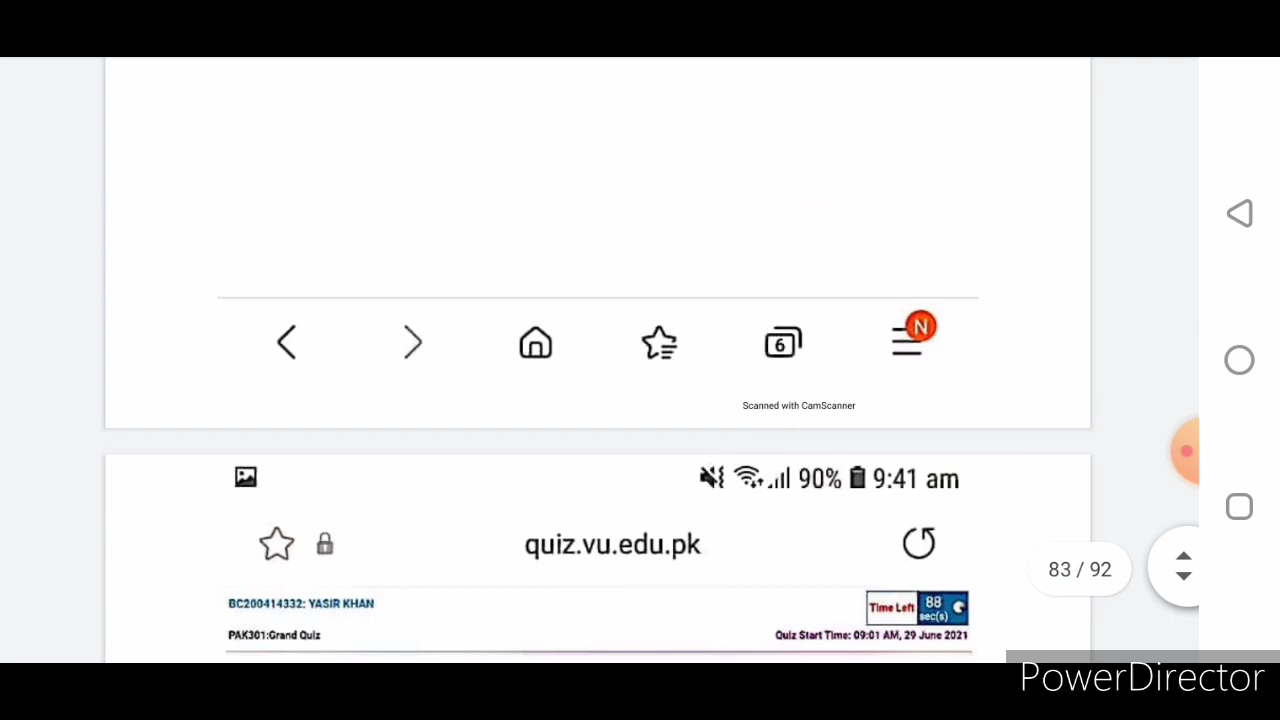 6
N
Scanned with CamScanner
90% 9:41 am
quiz.vu.edu.pk
83 / 92
BC200414332: YASIR KHAN
Time Left 88 sec(s)
PAK301:Grand Quiz
Quiz Start Time: 09:01 AM, 29 June 2021
PowerDirector